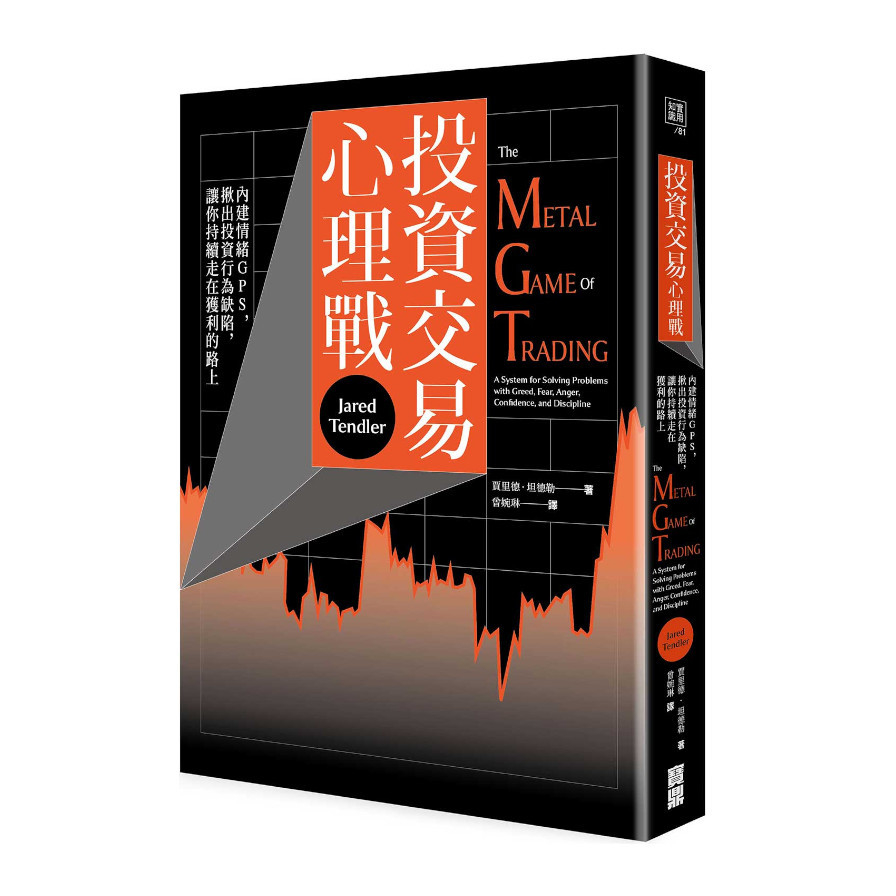 投資交易
心理戰
內建情緒GPS，
揪出投資行為缺陷，
讓你持續走在獲利的路上
Jared
Tendler
The
METAL
GAME OF
TRADING
A System for Solving Problems
with Greed, Fear, Anger,
Confidence, and Discipline
賈里德·坦德勒——著
曾婉琳——譯
實用
知識
/81
投資交易心理戰
內建情緒GPS，
揪出投資行為缺陷，
讓你持續走在
獲利的路上
The
METAL
GAME OF
TRADING
A System for
Solving Problems
with Greed, Fear,
Anger, Confidence,
and Discipline
Jared
Tendler
賈里德·坦德勒 著
曾婉琳 譯
寶鼎